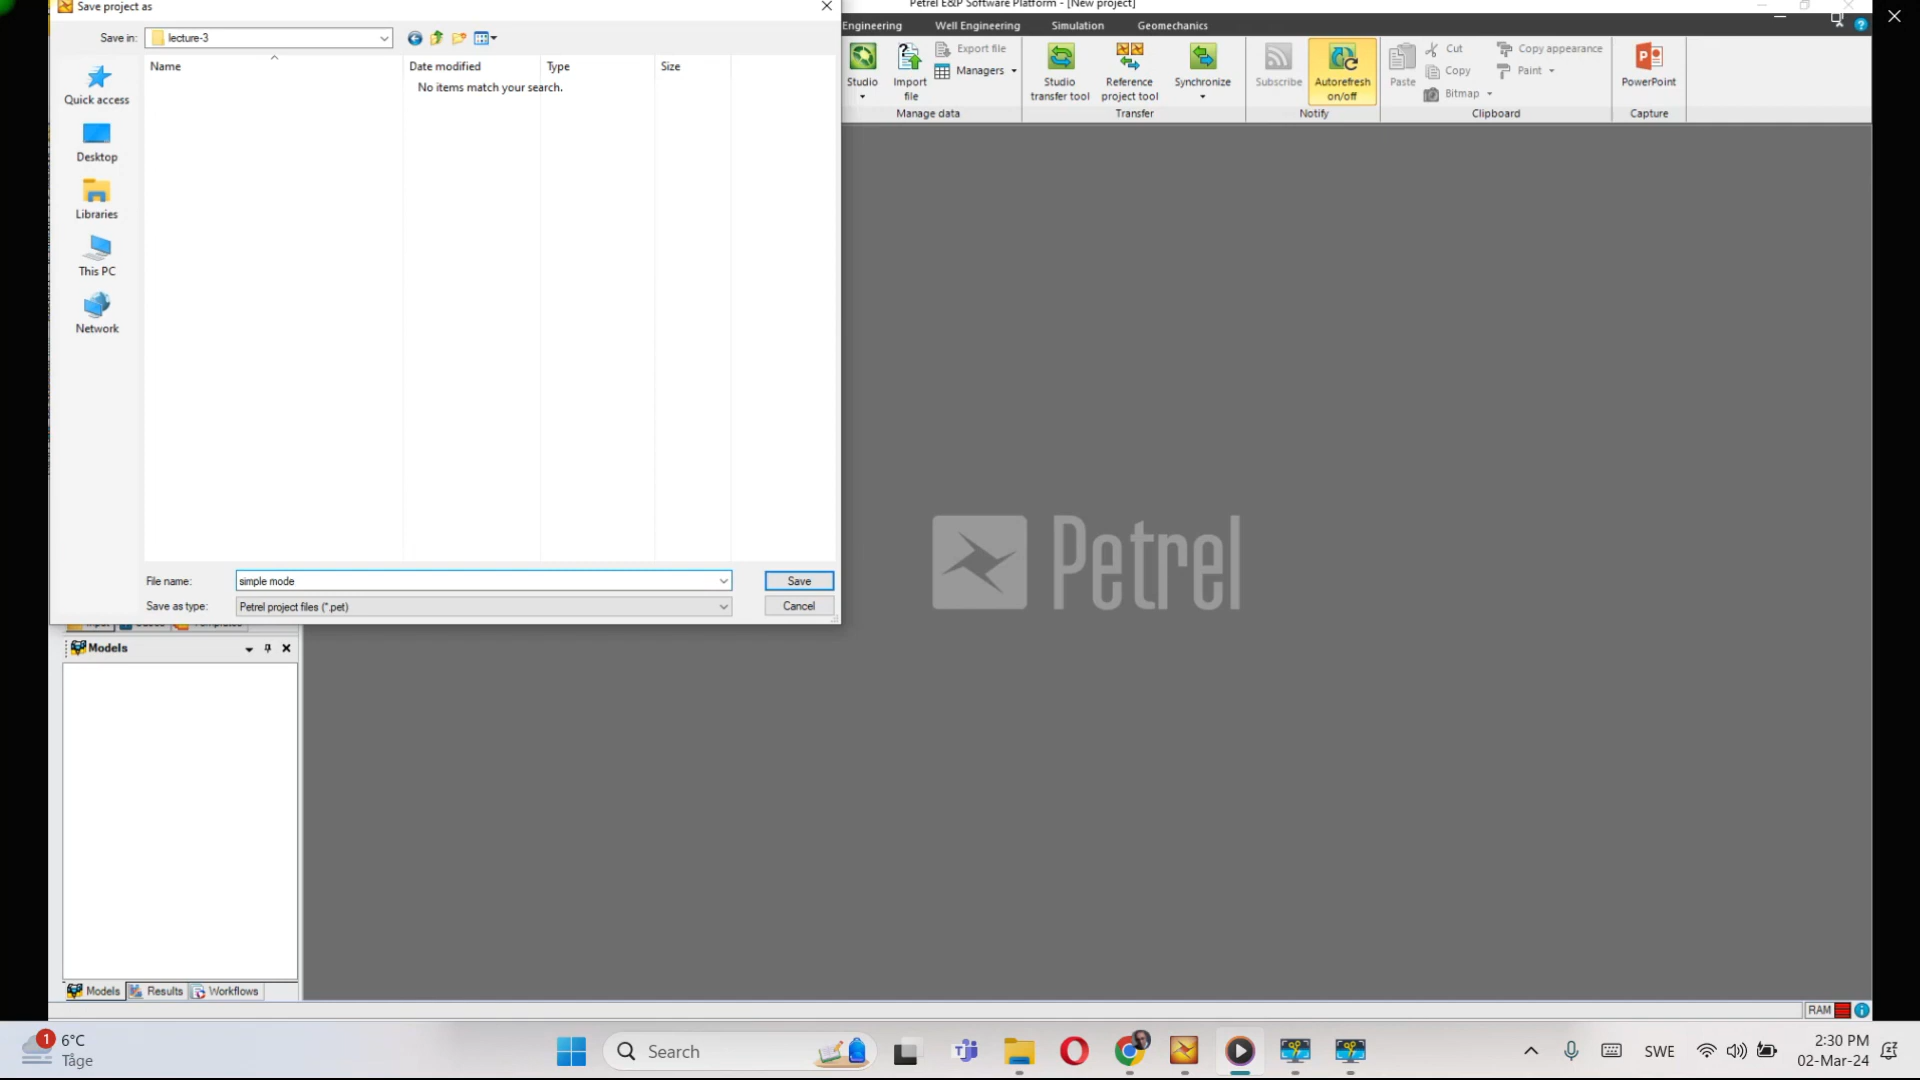 Save project as
Petrel E&P Software Platform - [New project]
Save in: lecture-3
Engineering Well Engineering Simulation Geomechanics
Name Date modified Type Size
No items match your search.
Quick access
Desktop
Libraries
This PC
Network
Studio
Import file
Export file
Managers
Manage data
Studio transfer tool
Reference project tool
Synchronize
Transfer
Subscribe
Autorefresh on/off
Notify
Paste
Cut
Copy
Bitmap
Copy appearance
Paint
Clipboard
PowerPoint
Capture
Petrel
File name: simple mode
Save
Save as type: Petrel project files (*.pet)
Cancel
Models
Models Results Workflows
RAM
1
6°C
Tåge
Search
SWE
2:30 PM
02-Mar-24